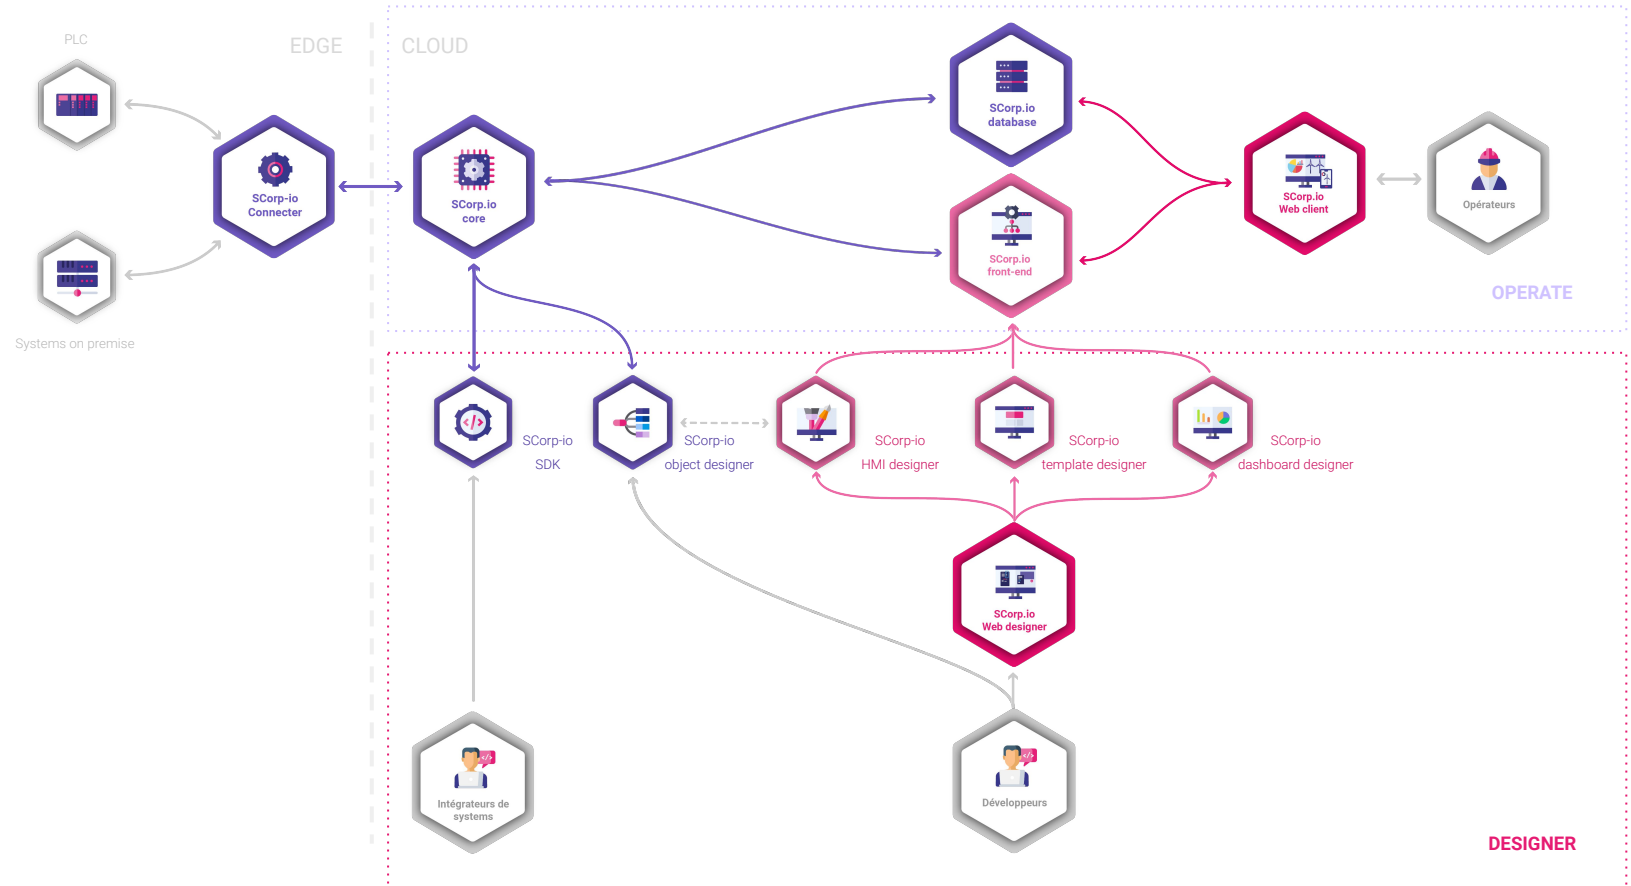 PLC
EDGE
CLOUD
SCorp.io
database
SCorp-io
Connecter
SCorp.io
core
SCorp.io
Web client
Opérateurs
SCorp.io
front-end
OPERATE
Systems on premise
SCorp-io
SDK
SCorp-io
object designer
SCorp-io
HMI designer
SCorp-io
template designer
SCorp-io
dashboard designer
SCorp.io
Web designer
Intégrateurs de
systems
Développeurs
DESIGNER